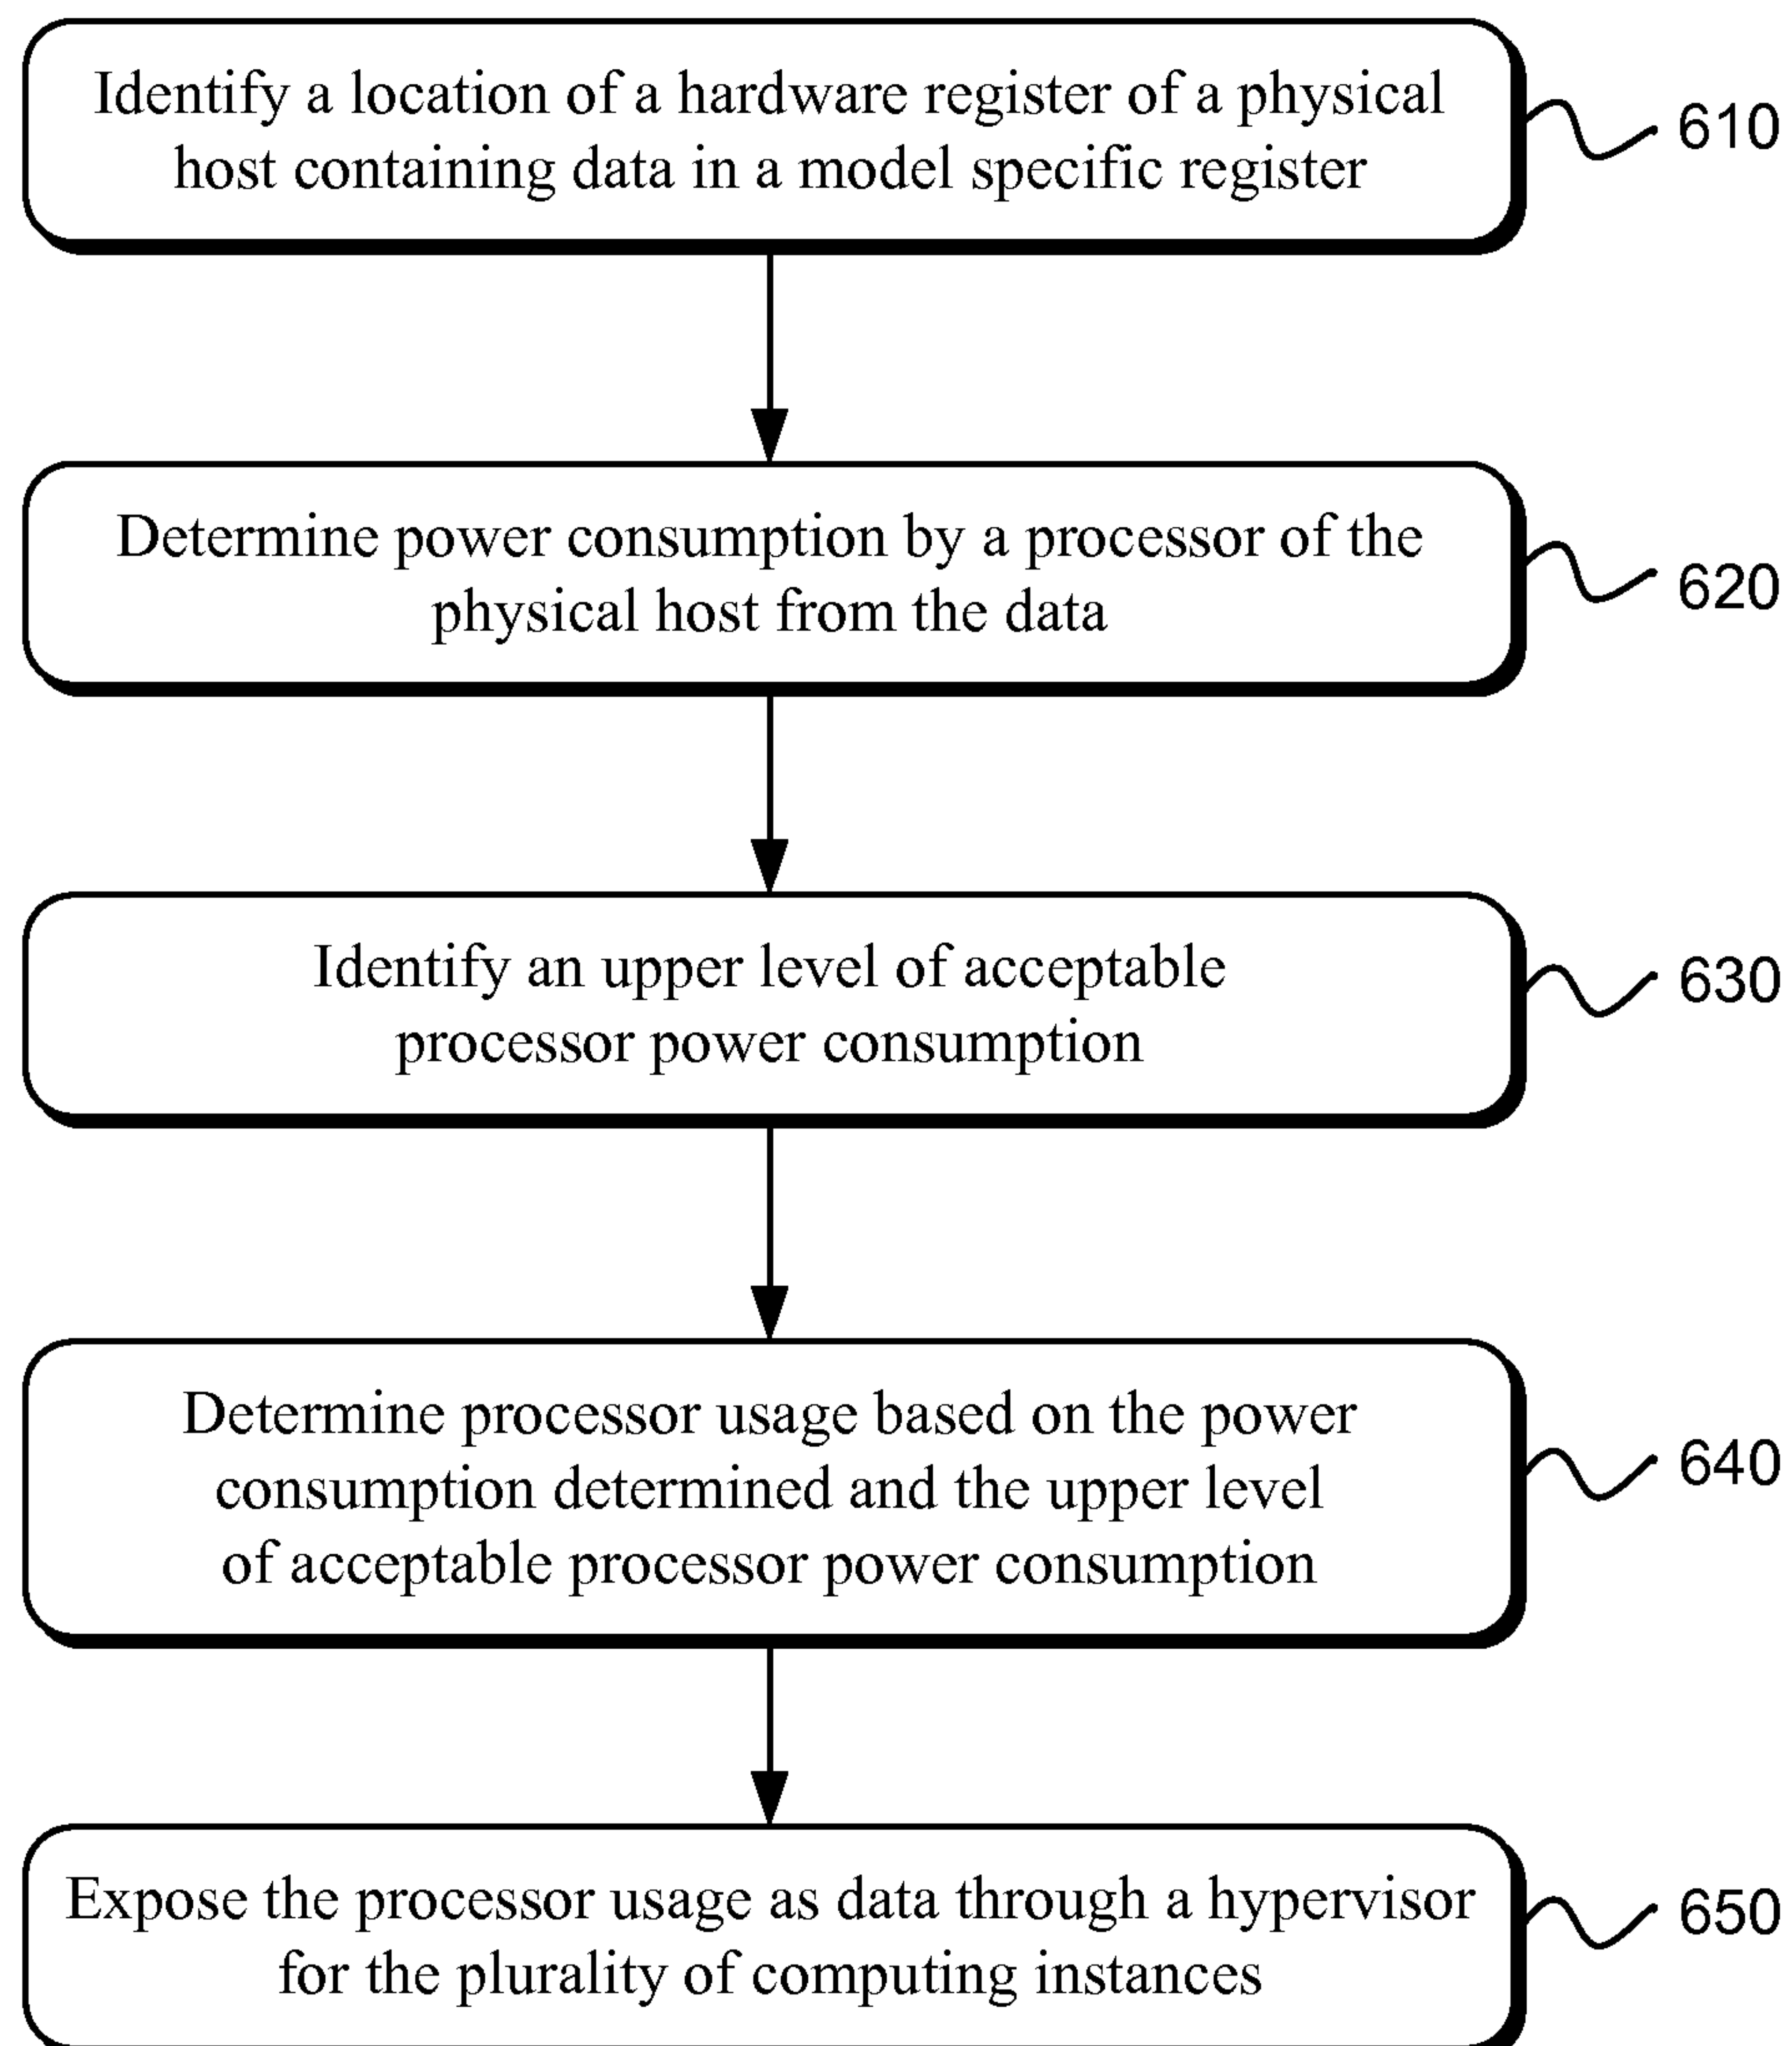 Identify a location of a hardware register of a physical
host containing data in a model specific register
610
Determine power consumption by a processor of the
physical host from the data
620
Identify an upper level of acceptable
processor power consumption
630
Determine processor usage based on the power
consumption determined and the upper level
of acceptable processor power consumption
640
Expose the processor usage as data through a hypervisor
for the plurality of computing instances
650